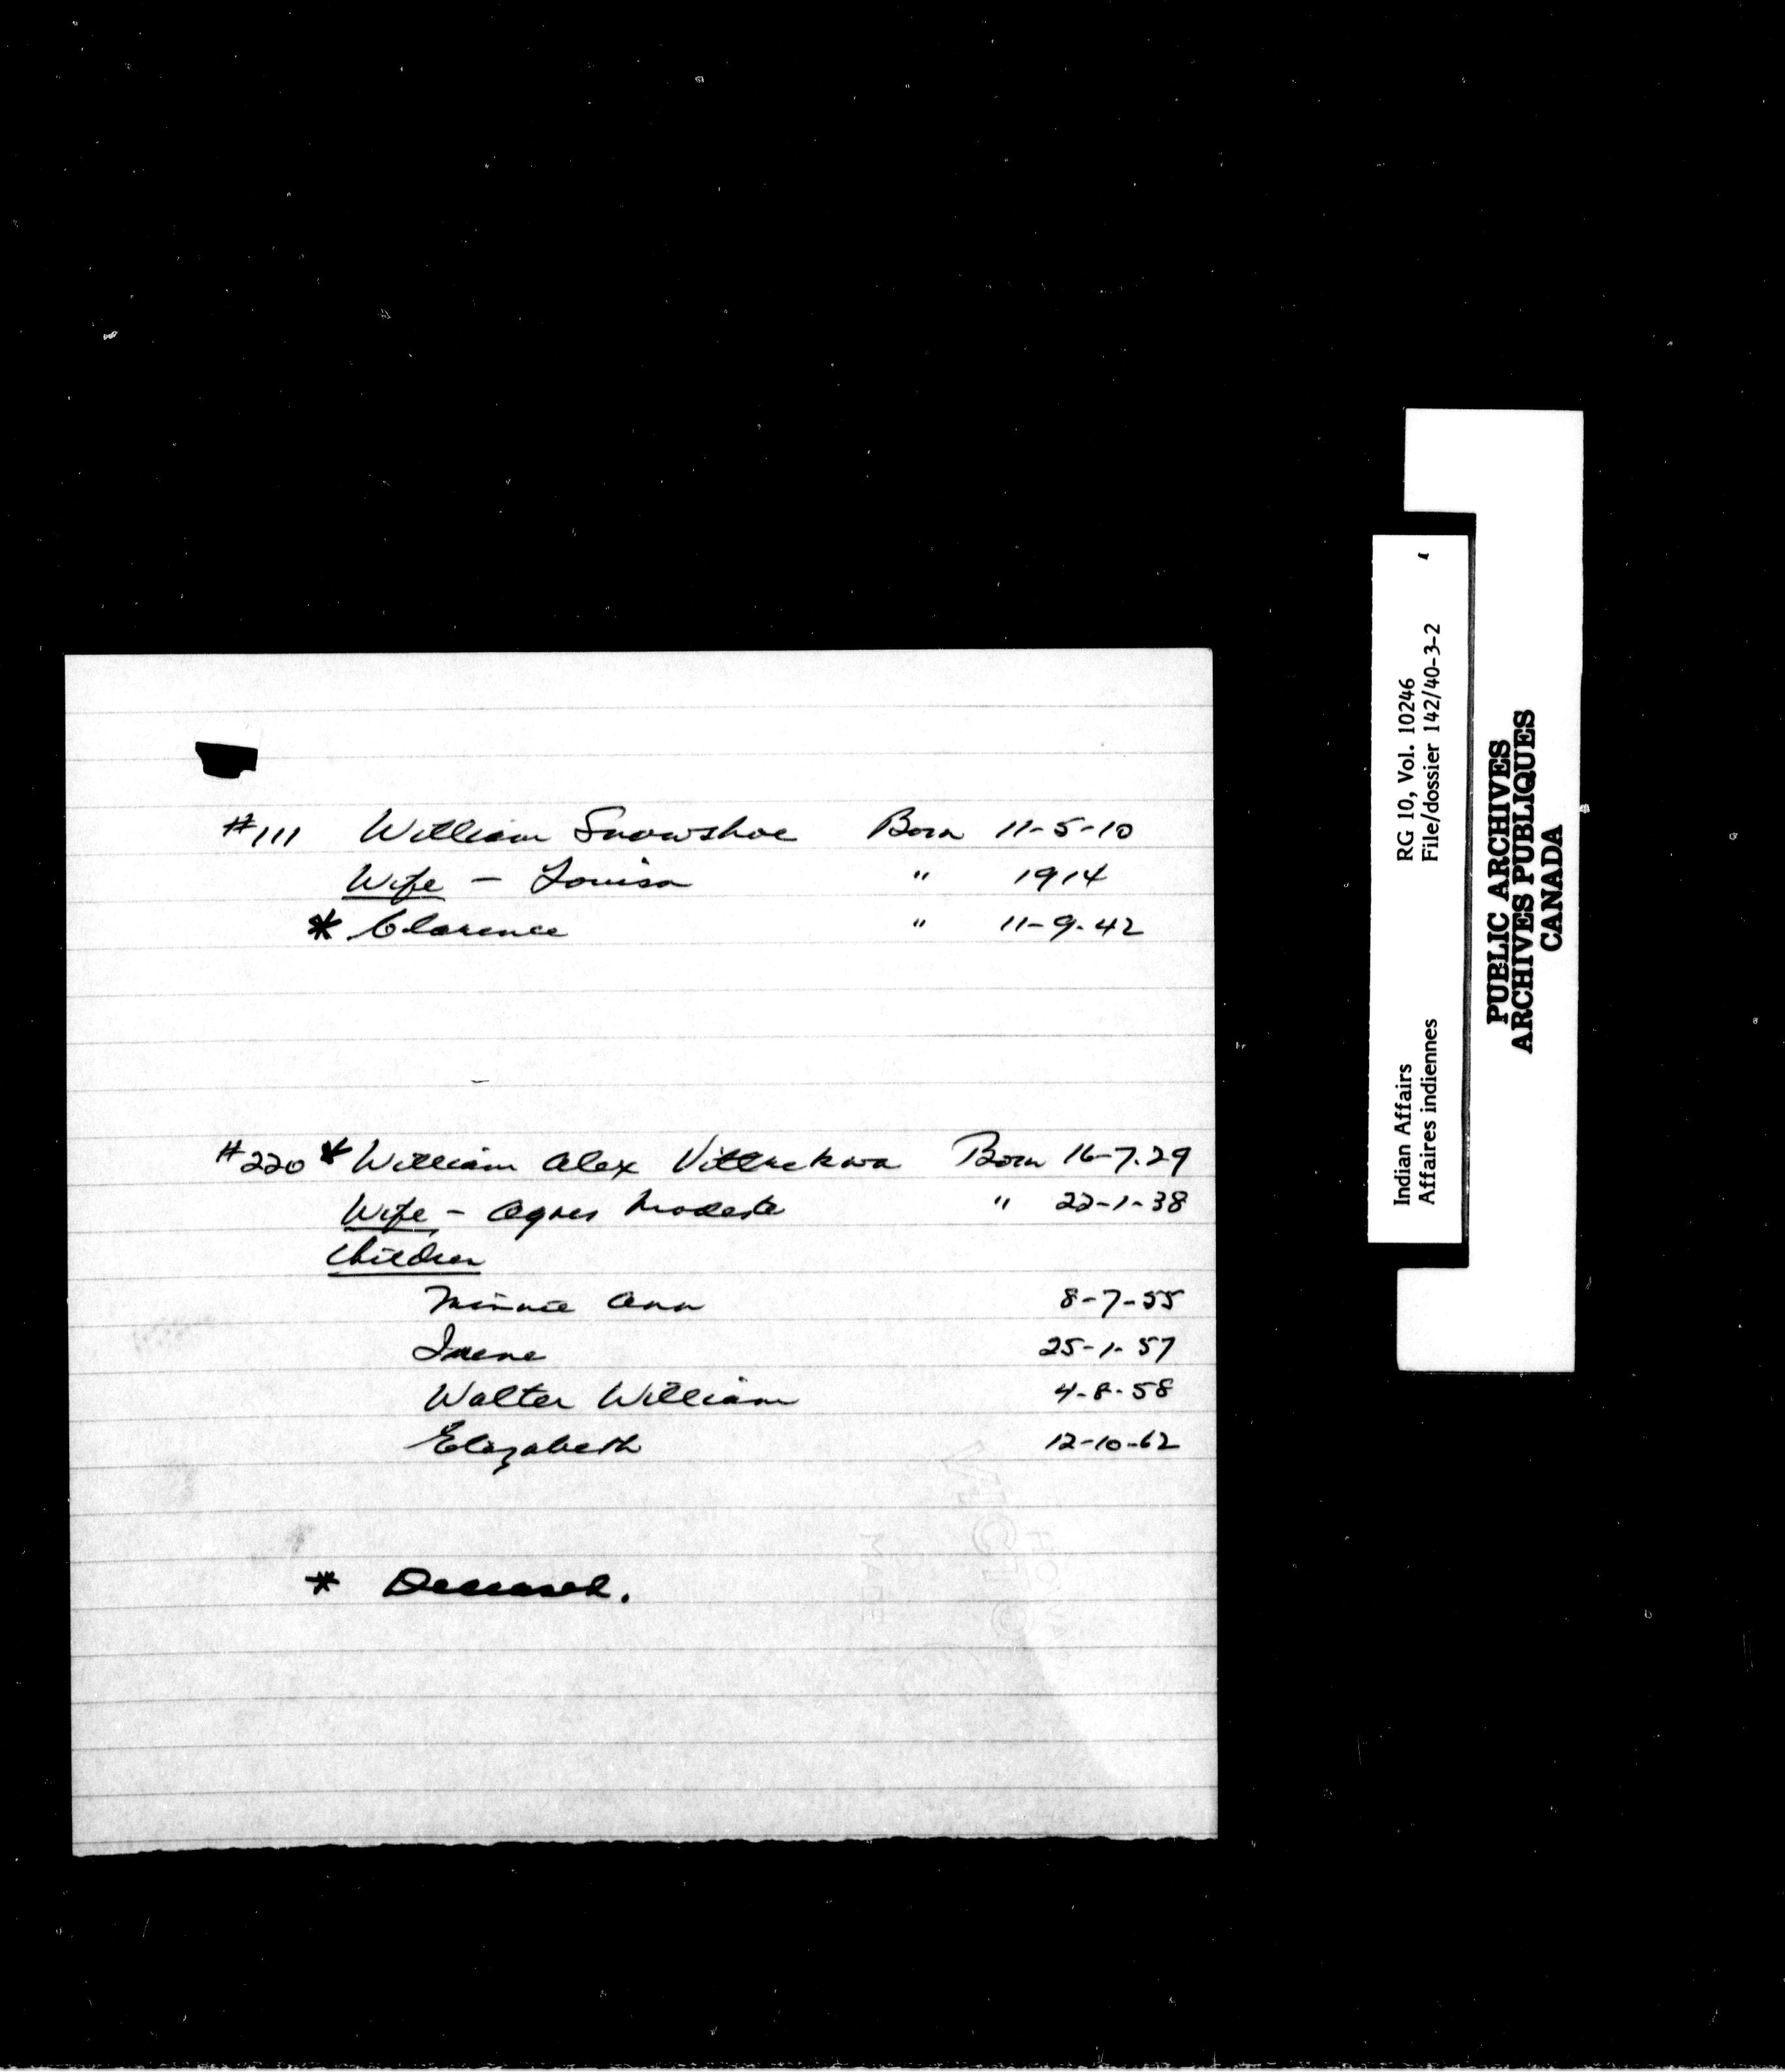 #111 William Snowshoe Born 11-5-10
Wife - Louisa " 1914
* Clarence " 11-9-42
#220 * William Alex Vittrekwa Born 16-7-29
Wife - Agnes Modeste " 22-1-38
Children
Minnie Ann 8-7-55
Irene 25-1-57
Walter William 4-8-58
Elizabeth 12-10-62
* Deceased.
Indian Affairs RG 10, Vol. 10246
Affaires indiennes File/dossier 142/40-3-2
PUBLIC ARCHIVES
ARCHIVES PUBLIQUES
CANADA